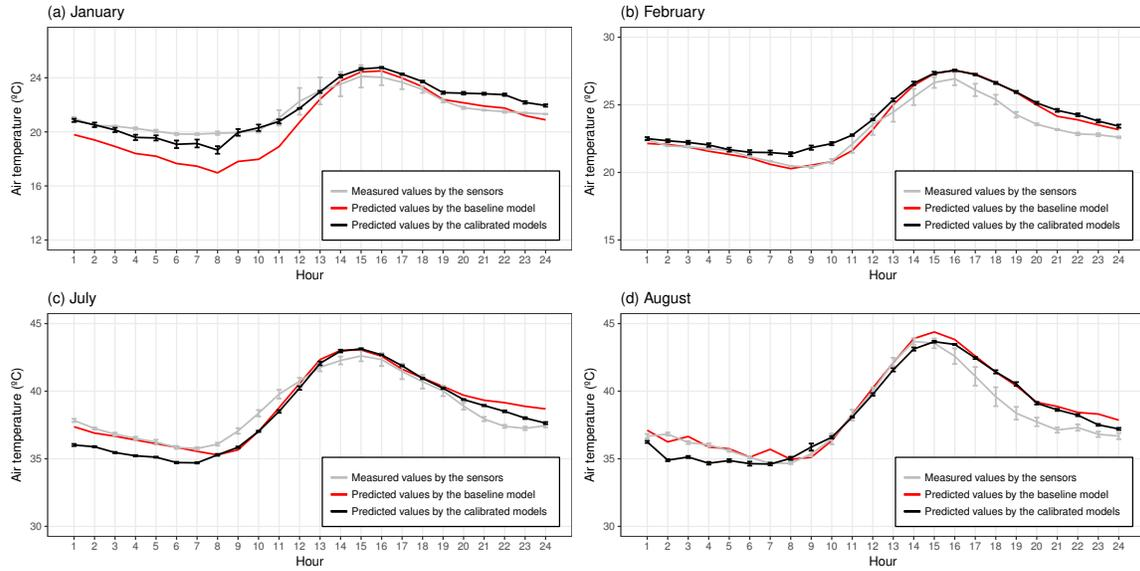 (a) January
Air temperature (ºC)
24
20
16
12
Measured values by the sensors
Predicted values by the baseline model
Predicted values by the calibrated models
1 2 3 4 5 6 7 8 9 10 11 12 13 14 15 16 17 18 19 20 21 22 23 24
Hour
(b) February
Air temperature (ºC)
30
25
20
15
Measured values by the sensors
Predicted values by the baseline model
Predicted values by the calibrated models
1 2 3 4 5 6 7 8 9 10 11 12 13 14 15 16 17 18 19 20 21 22 23 24
Hour
(c) July
Air temperature (ºC)
45
40
35
30
Measured values by the sensors
Predicted values by the baseline model
Predicted values by the calibrated models
1 2 3 4 5 6 7 8 9 10 11 12 13 14 15 16 17 18 19 20 21 22 23 24
Hour
(d) August
Air temperature (ºC)
45
40
35
30
Measured values by the sensors
Predicted values by the baseline model
Predicted values by the calibrated models
1 2 3 4 5 6 7 8 9 10 11 12 13 14 15 16 17 18 19 20 21 22 23 24
Hour